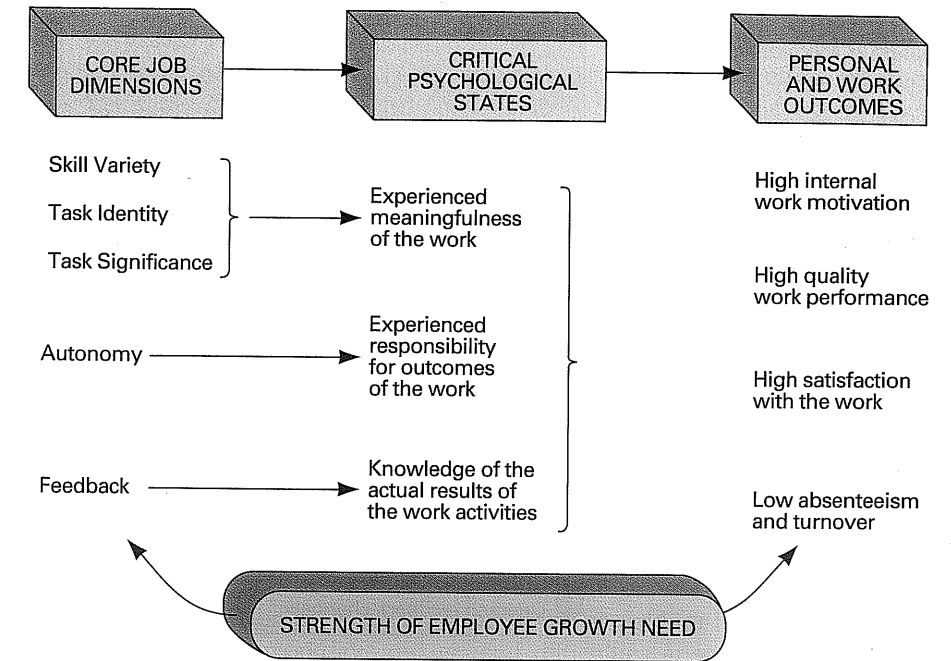 CORE JOB
DIMENSIONS
CRITICAL
PSYCHOLOGICAL
STATES
PERSONAL
AND WORK
OUTCOMES
Skill Variety
Task Identity
Task Significance
Experienced
meaningfulness
of the work
High internal
work motivation
High quality
work performance
Autonomy
Experienced
responsibility
for outcomes
of the work
High satisfaction
with the work
Feedback
Knowledge of the
actual results of
the work activities
Low absenteeism
and turnover
STRENGTH OF EMPLOYEE GROWTH NEED